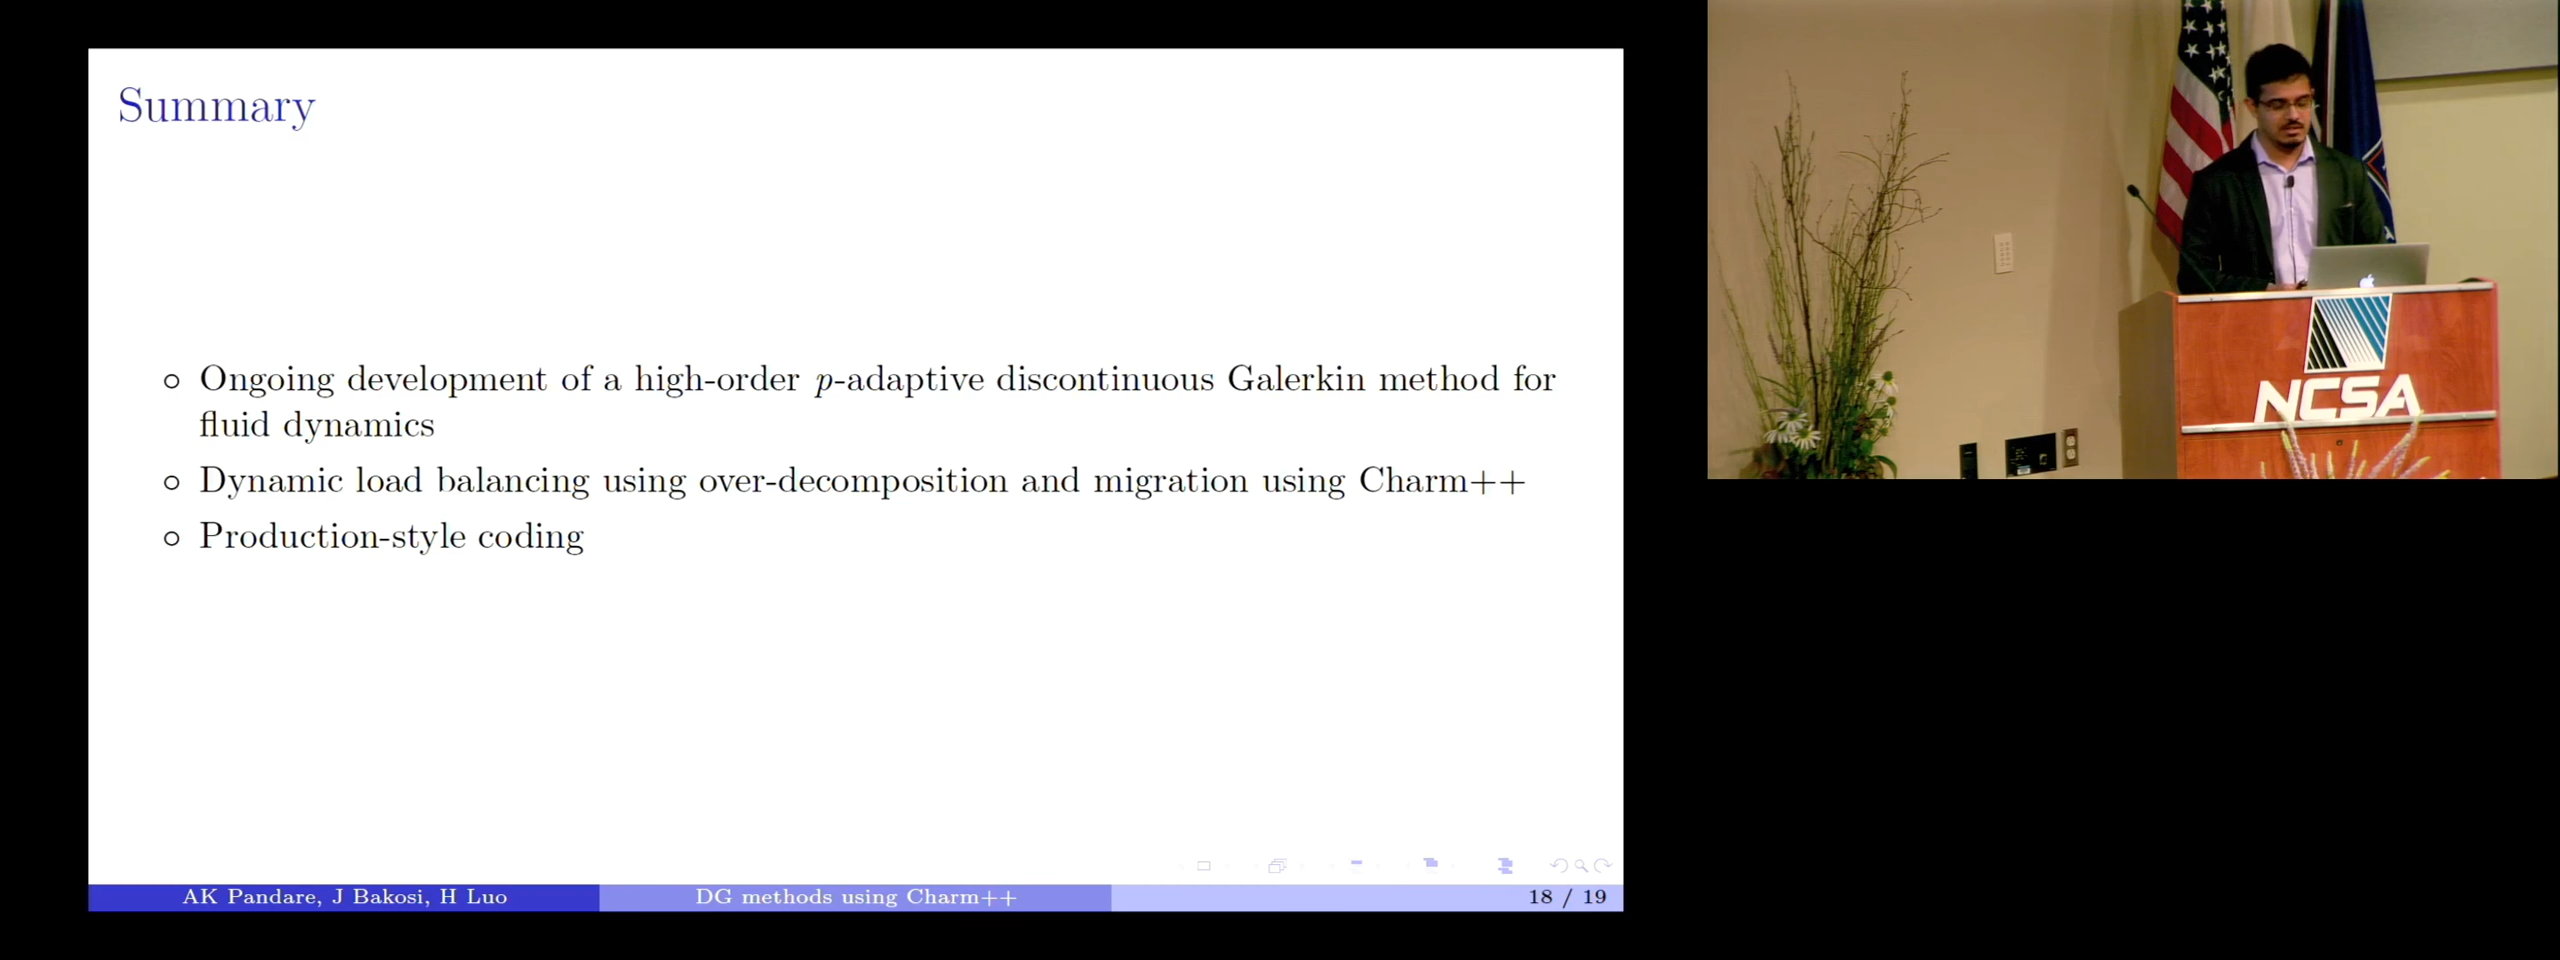 Summary
○ Ongoing development of a high-order p-adaptive discontinuous Galerkin method for
fluid dynamics
○ Dynamic load balancing using over-decomposition and migration using Charm++
○ Production-style coding
AK Pandare, J Bakosi, H Luo
DG methods using Charm++
18 / 19
NCSA